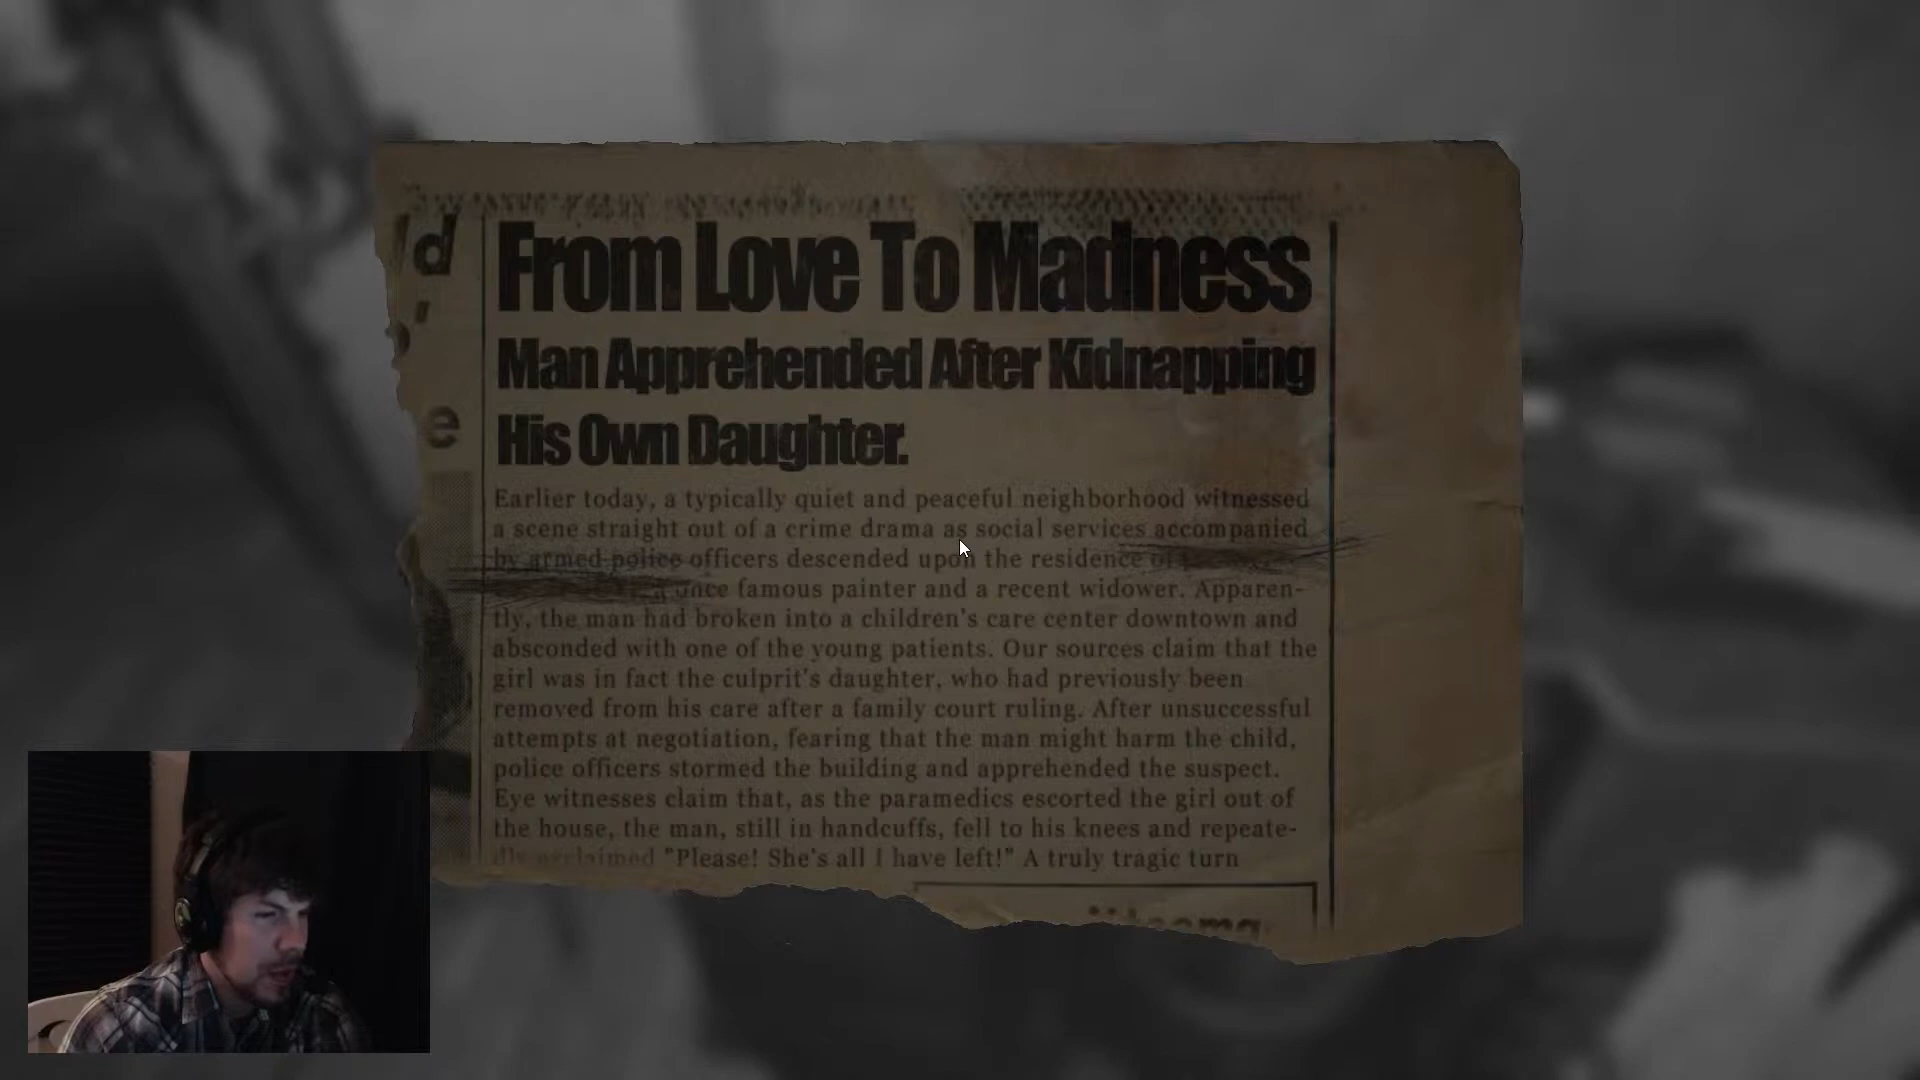 d
e
From Love To Madness
Man Apprehended After Kidnapping
His Own Daughter.
Earlier today, a typically quiet and peaceful neighborhood witnessed
a scene straight out of a crime drama as social services accompanied
by armed police officers descended upon the residence of
a once famous painter and a recent widower. Apparen-
tly, the man had broken into a children's care center downtown and
absconded with one of the young patients. Our sources claim that the
girl was in fact the culprit's daughter, who had previously been
removed from his care after a family court ruling. After unsuccessful
attempts at negotiation, fearing that the man might harm the child,
police officers stormed the building and apprehended the suspect.
Eye witnesses claim that, as the paramedics escorted the girl out of
the house, the man, still in handcuffs, fell to his knees and repeate-
dly exclaimed "Please! She's all I have left!" A truly tragic turn